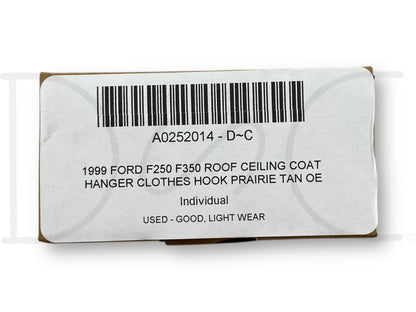 A0252014 - D~C
1999 FORD F250 F350 ROOF CEILING COAT
HANGER CLOTHES HOOK PRAIRIE TAN OE
Individual
USED - GOOD, LIGHT WEAR